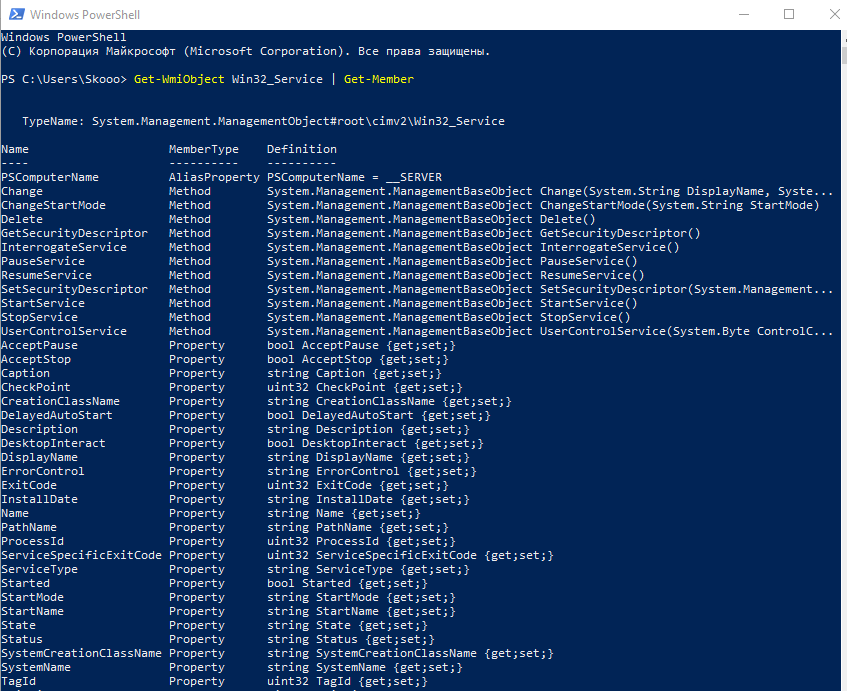 Windows PowerShell
Windows PowerShell
(C) Корпорация Майкрософт (Microsoft Corporation). Все права защищены.
PS C:\Users\Skooo> Get-WmiObject Win32_Service | Get-Member
TypeName: System.Management.ManagementObject#root\cimv2\Win32_Service
Name MemberType Definition
---- ---------- ----------
PSComputerName AliasProperty PSComputerName = __SERVER
Change Method System.Management.ManagementBaseObject Change(System.String DisplayName, Syste...
ChangeStartMode Method System.Management.ManagementBaseObject ChangeStartMode(System.String StartMode)
Delete Method System.Management.ManagementBaseObject Delete()
GetSecurityDescriptor Method System.Management.ManagementBaseObject GetSecurityDescriptor()
InterrogateService Method System.Management.ManagementBaseObject InterrogateService()
PauseService Method System.Management.ManagementBaseObject PauseService()
ResumeService Method System.Management.ManagementBaseObject ResumeService()
SetSecurityDescriptor Method System.Management.ManagementBaseObject SetSecurityDescriptor(System.Management...
StartService Method System.Management.ManagementBaseObject StartService()
StopService Method System.Management.ManagementBaseObject StopService()
UserControlService Method System.Management.ManagementBaseObject UserControlService(System.Byte ControlC...
AcceptPause Property bool AcceptPause {get;set;}
AcceptStop Property bool AcceptStop {get;set;}
Caption Property string Caption {get;set;}
CheckPoint Property uint32 CheckPoint {get;set;}
CreationClassName Property string CreationClassName {get;set;}
DelayedAutoStart Property bool DelayedAutoStart {get;set;}
Description Property string Description {get;set;}
DesktopInteract Property bool DesktopInteract {get;set;}
DisplayName Property string DisplayName {get;set;}
ErrorControl Property string ErrorControl {get;set;}
ExitCode Property uint32 ExitCode {get;set;}
InstallDate Property string InstallDate {get;set;}
Name Property string Name {get;set;}
PathName Property string PathName {get;set;}
ProcessId Property uint32 ProcessId {get;set;}
ServiceSpecificExitCode Property uint32 ServiceSpecificExitCode {get;set;}
ServiceType Property string ServiceType {get;set;}
Started Property bool Started {get;set;}
StartMode Property string StartMode {get;set;}
StartName Property string StartName {get;set;}
State Property string State {get;set;}
Status Property string Status {get;set;}
SystemCreationClassName Property string SystemCreationClassName {get;set;}
SystemName Property string SystemName {get;set;}
TagId Property uint32 TagId {get;set;}